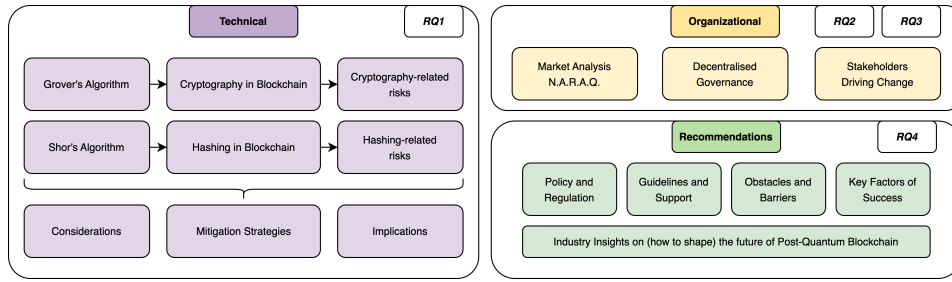 Technical
RQ1
Grover's Algorithm
Cryptography in Blockchain
Cryptography-related
risks
Shor's Algorithm
Hashing in Blockchain
Hashing-related
risks
Considerations
Mitigation Strategies
Implications
Organizational
RQ2
RQ3
Market Analysis
N.A.R.A.Q.
Decentralised
Governance
Stakeholders
Driving Change
Recommendations
RQ4
Policy and
Regulation
Guidelines and
Support
Obstacles and
Barriers
Key Factors of
Success
Industry Insights on (how to shape) the future of Post-Quantum Blockchain